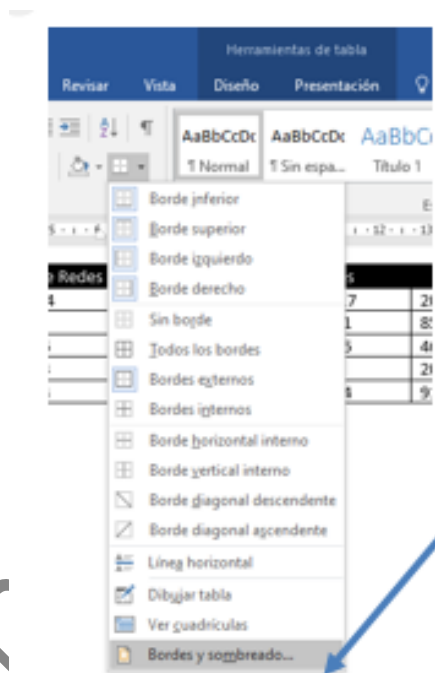 Herramientas de tabla
Revisar Vista Diseño Presentación
AaBbCcDc AaBbCcDc AaBbCc
¶ Normal ¶ Sin espa... Título 1
Borde inferior
Borde superior
Borde izquierdo
Borde derecho
Sin borde
Todos los bordes
Bordes externos
Bordes internos
Borde horizontal interno
Borde vertical interno
Borde diagonal descendente
Borde diagonal ascendente
Línea horizontal
Dibujar tabla
Ver cuadrículas
Bordes y sombreado...
Redes